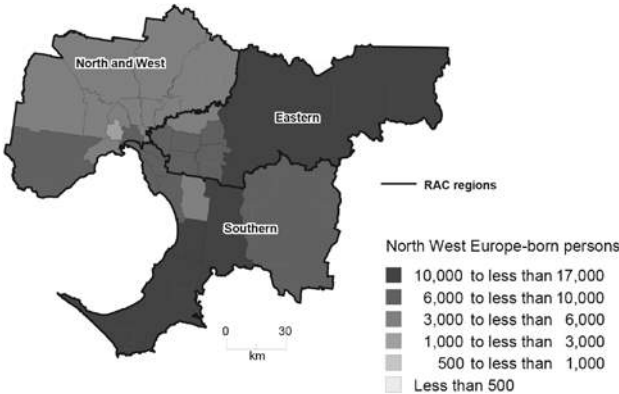 North and West
Eastern
RAC regions
Southern
North West Europe-born persons
10,000 to less than 17,000
6,000 to less than 10,000
3,000 to less than 6,000
1,000 to less than 3,000
500 to less than 1,000
Less than 500
0 30
km